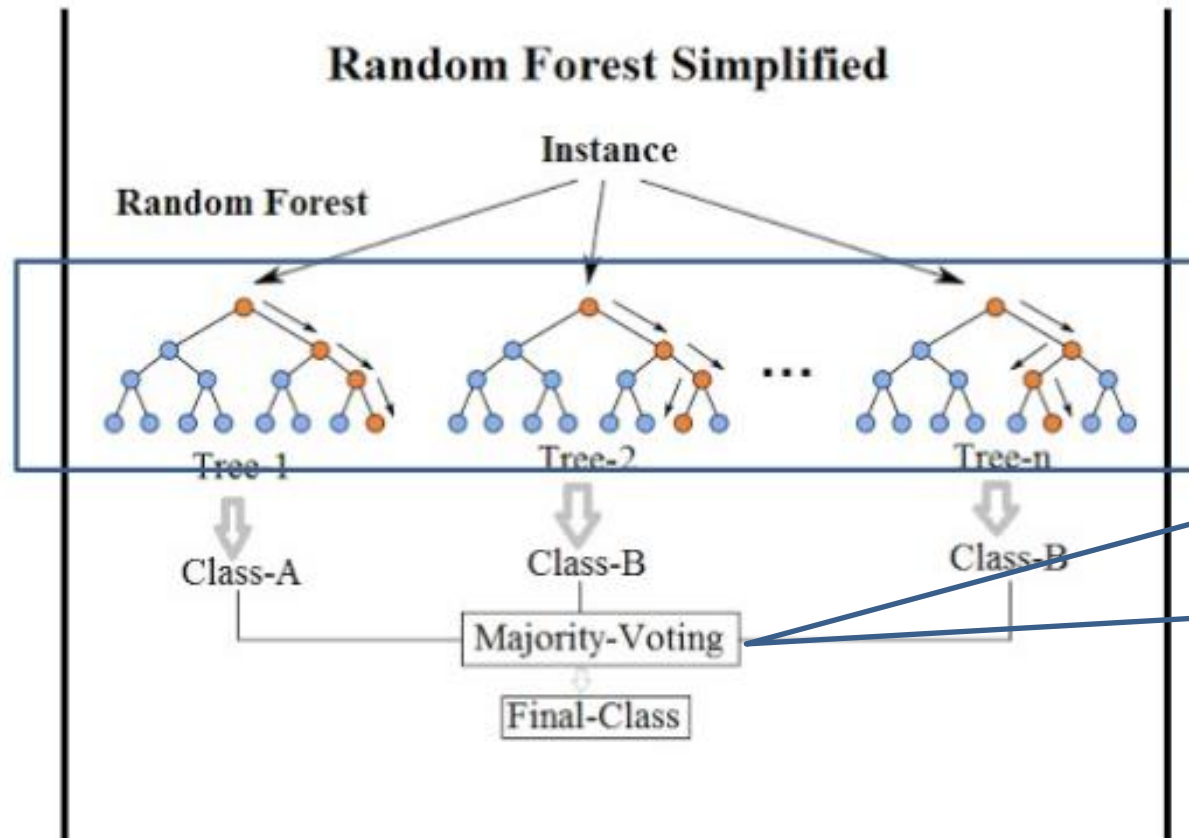 Random Forest Simplified
Instance
Random Forest
...
Tree-1 Tree-2 Tree-n
Class-A Class-B Class-B
Majority-Voting
Final-Class